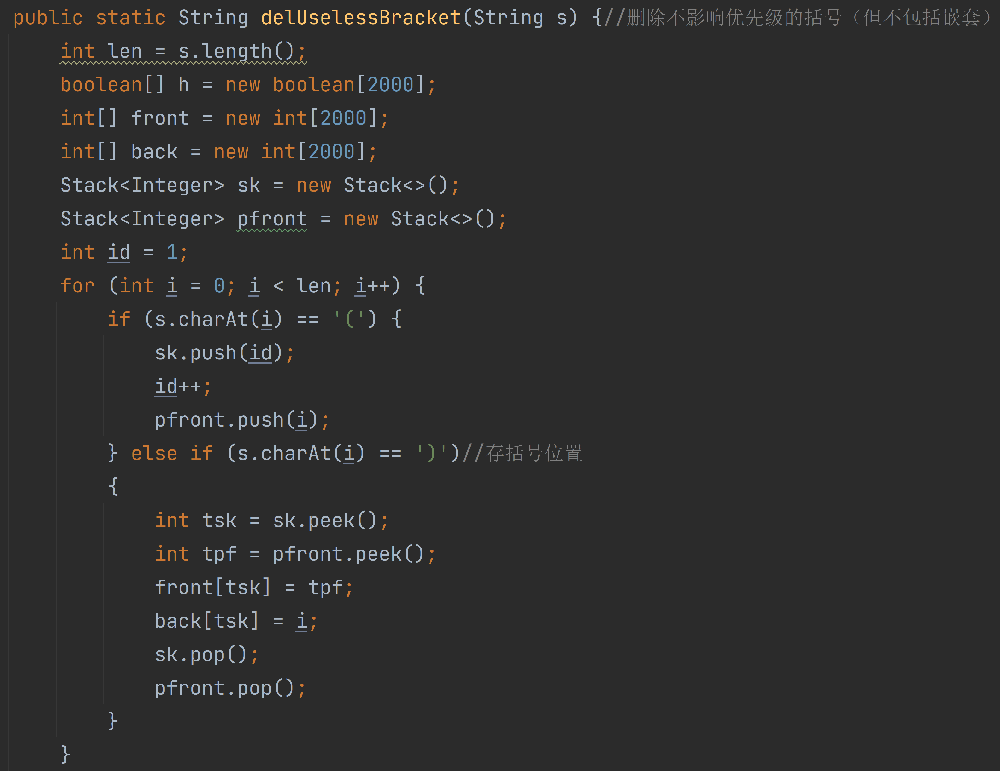 public static String delUselessBracket(String s) {//删除不影响优先级的括号（但不包括嵌套）
    int len = s.length();
    boolean[] h = new boolean[2000];
    int[] front = new int[2000];
    int[] back = new int[2000];
    Stack<Integer> sk = new Stack<>();
    Stack<Integer> pfront = new Stack<>();
    int id = 1;
    for (int i = 0; i < len; i++) {
        if (s.charAt(i) == '(') {
            sk.push(id);
            id++;
            pfront.push(i);
        } else if (s.charAt(i) == ')')//存括号位置
        {
            int tsk = sk.peek();
            int tpf = pfront.peek();
            front[tsk] = tpf;
            back[tsk] = i;
            sk.pop();
            pfront.pop();
        }
    }